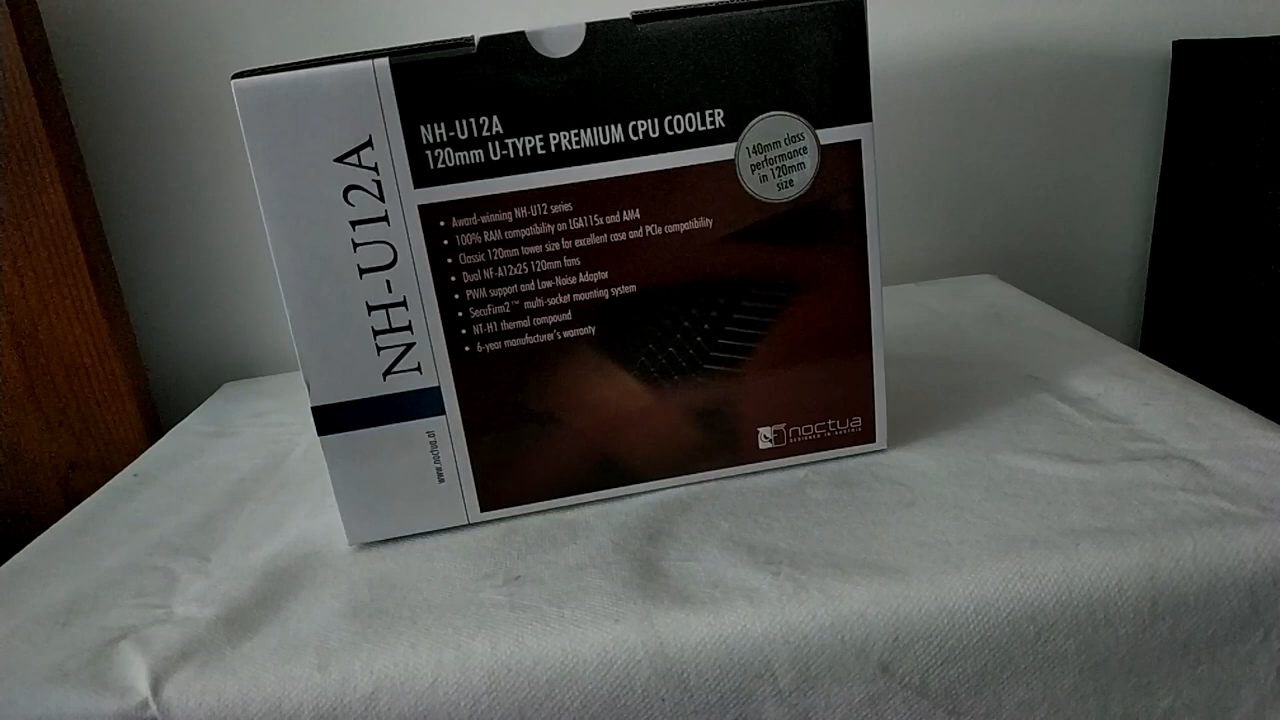 NH-U12A
www.noctua.at
NH-U12A
120mm U-TYPE PREMIUM CPU COOLER
140mm class
performance
in 120mm
size
• Award-winning NH-U12 series
• 100% RAM compatibility on LGA115x and AM4
• Classic 120mm tower size for excellent case and PCIe compatibility
• Dual NF-A12x25 120mm fans
• PWM support and Low-Noise Adaptor
• SecuFirm2™ multi-socket mounting system
• NT-H1 thermal compound
• 6-year manufacturer's warranty
noctua
DESIGNED IN AUSTRIA